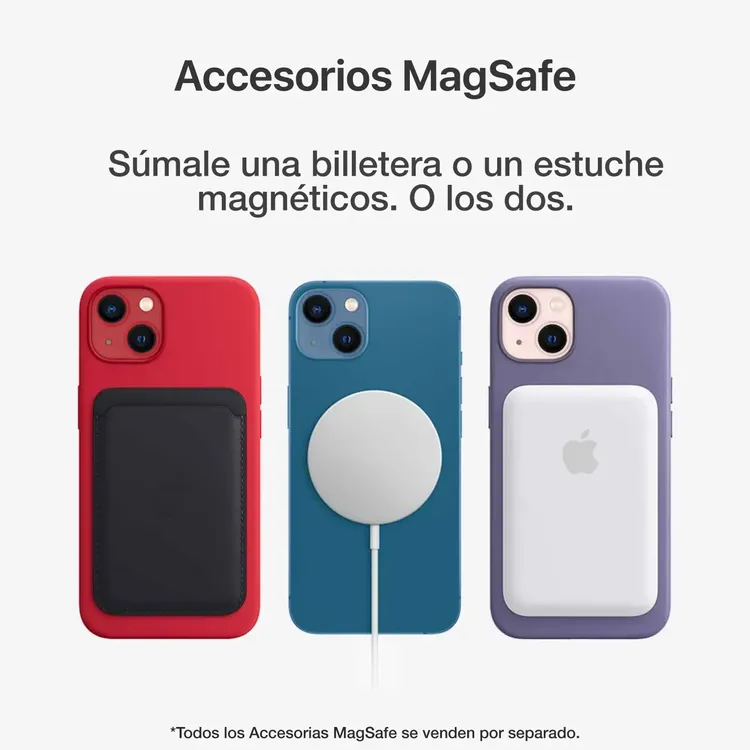 Accesorios MagSafe
Súmale una billetera o un estuche
magnéticos. O los dos.
*Todos los Accesorias MagSafe se venden por separado.